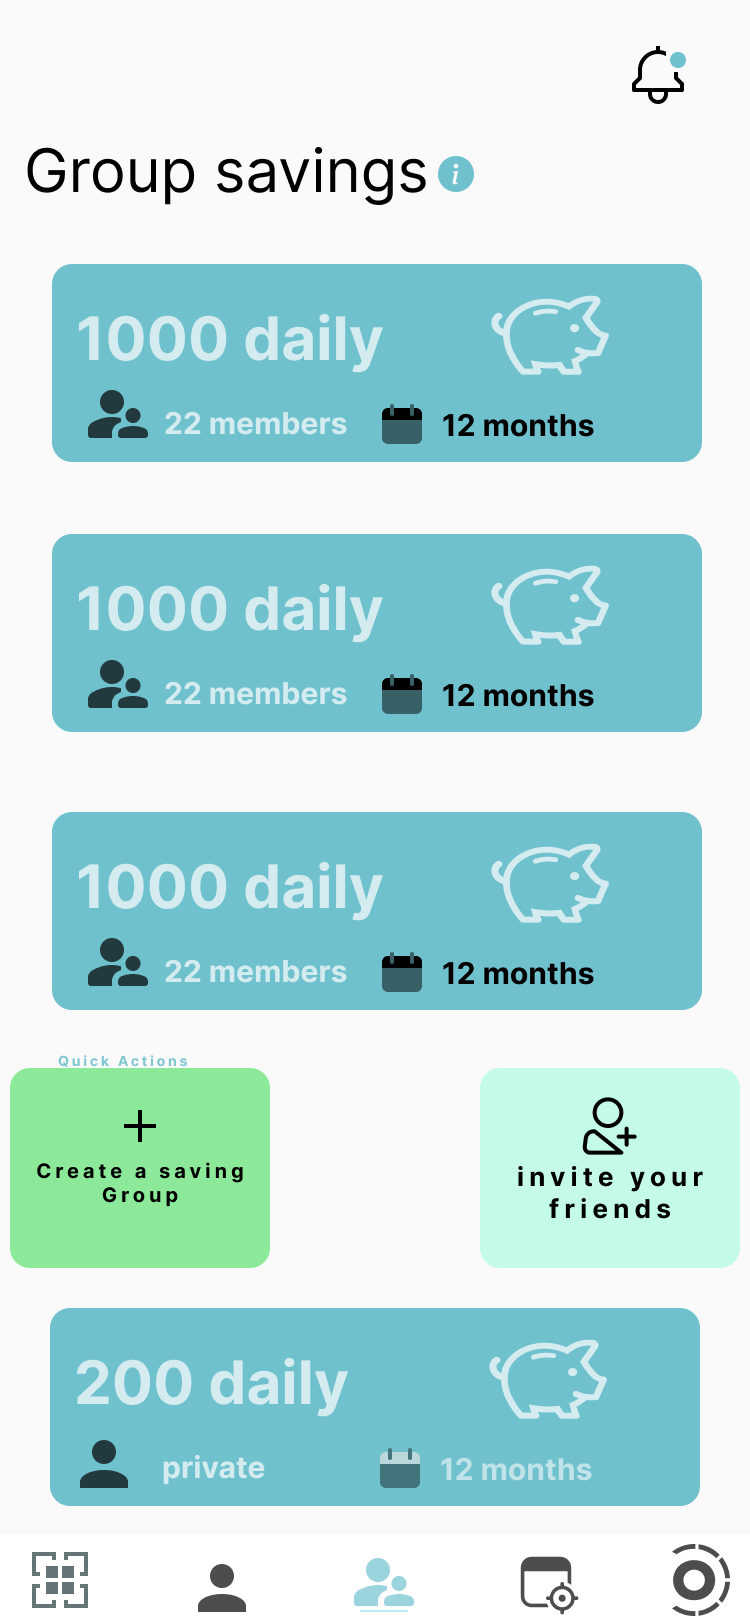 Group savings i
1000 daily
22 members 12 months
1000 daily
22 members 12 months
1000 daily
22 members 12 months
Quick Actions
Create a saving
Group
invite your
friends
200 daily
private 12 months